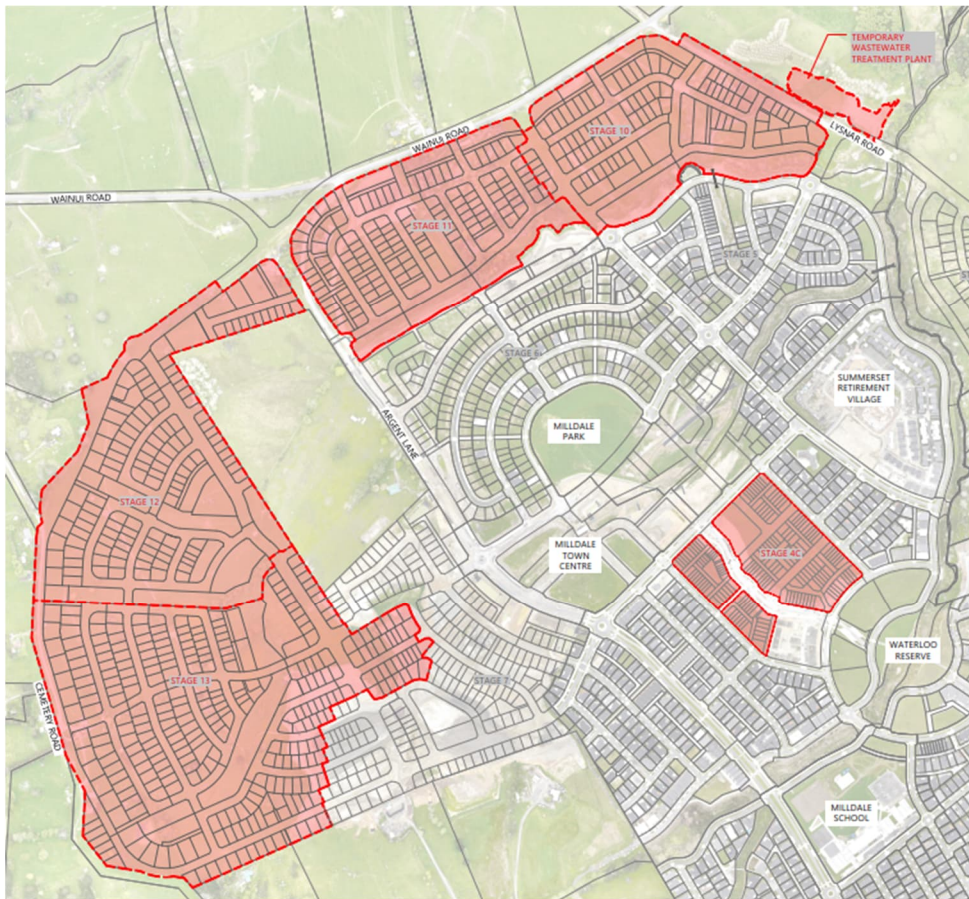 TEMPORARY
WASTEWATER
TREATMENT PLANT
LYSNAR ROAD
WAINUI ROAD
STAGE 10
WAINUI ROAD
STAGE 11
STAGE 5
STAGE 6
SUMMERSET
RETIREMENT
VILLAGE
ARGENT LANE
MILLDALE
PARK
STAGE 12
MILLDALE
TOWN
CENTRE
STAGE 4C
WATERLOO
RESERVE
STAGE 13
STAGE 7
CEMETERY ROAD
MILLDALE
SCHOOL